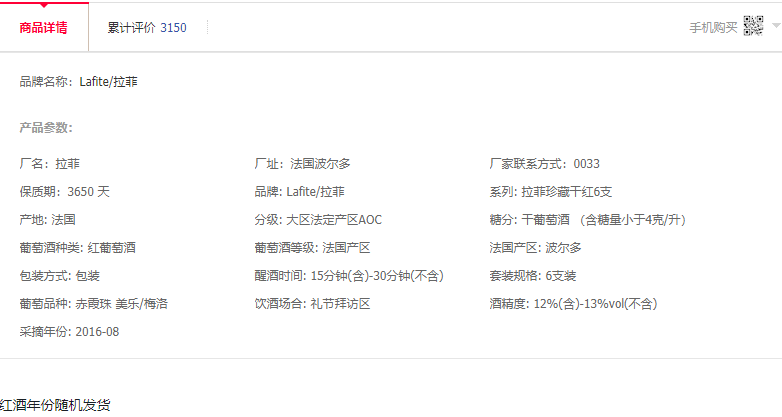 商品详情 累计评价 3150 手机购买
品牌名称: Lafite/拉菲
产品参数:
厂名: 拉菲 厂址: 法国波尔多 厂家联系方式: 0033
保质期: 3650 天 品牌: Lafite/拉菲 系列: 拉菲珍藏干红6支
产地: 法国 分级: 大区法定产区AOC 糖分: 干葡萄酒 （含糖量小于4克/升）
葡萄酒种类: 红葡萄酒 葡萄酒等级: 法国产区 法国产区: 波尔多
包装方式: 包装 醒酒时间: 15分钟(含)-30分钟(不含) 套装规格: 6支装
葡萄品种: 赤霞珠 美乐/梅洛 饮酒场合: 礼节拜访区 酒精度: 12%(含)-13%vol(不含)
采摘年份: 2016-08
红酒年份随机发货